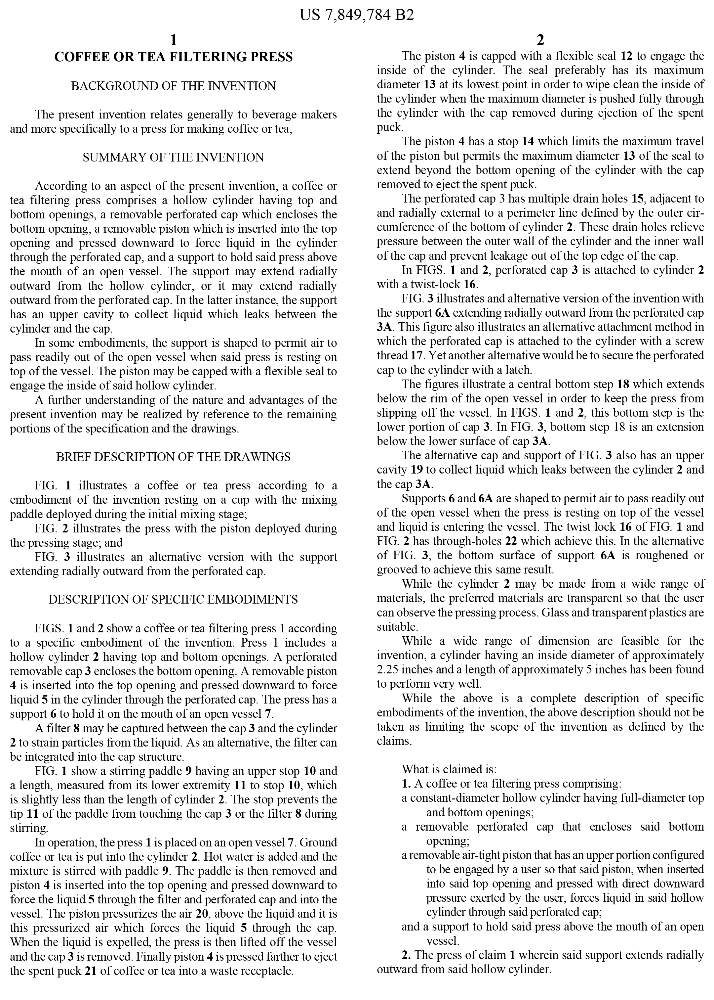 US 7,849,784 B2
1
COFFEE OR TEA FILTERING PRESS
BACKGROUND OF THE INVENTION
The present invention relates generally to beverage makers
and more specifically to a press for making coffee or tea,
SUMMARY OF THE INVENTION
According to an aspect of the present invention, a coffee or
tea filtering press comprises a hollow cylinder having top and
bottom openings, a removable perforated cap which encloses the
bottom opening, a removable piston which is inserted into the top
opening and pressed downward to force liquid in the cylinder
through the perforated cap, and a support to hold said press above
the mouth of an open vessel. The support may extend radially
outward from the hollow cylinder, or it may extend radially
outward from the perforated cap. In the latter instance, the support
has an upper cavity to collect liquid which leaks between the
cylinder and the cap.
In some embodiments, the support is shaped to permit air to
pass readily out of the open vessel when said press is resting on
top of the vessel. The piston may be capped with a flexible seal to
engage the inside of said hollow cylinder.
A further understanding of the nature and advantages of the
present invention may be realized by reference to the remaining
portions of the specification and the drawings.
BRIEF DESCRIPTION OF THE DRAWINGS
FIG. 1 illustrates a coffee or tea press according to a
embodiment of the invention resting on a cup with the mixing
paddle deployed during the initial mixing stage;
FIG. 2 illustrates the press with the piston deployed during
the pressing stage; and
FIG. 3 illustrates an alternative version with the support
extending radially outward from the perforated cap.
DESCRIPTION OF SPECIFIC EMBODIMENTS
FIGS. 1 and 2 show a coffee or tea filtering press 1 according
to a specific embodiment of the invention. Press 1 includes a
hollow cylinder 2 having top and bottom openings. A perforated
removable cap 3 encloses the bottom opening. A removable piston
4 is inserted into the top opening and pressed downward to force
liquid 5 in the cylinder through the perforated cap. The press has a
support 6 to hold it on the mouth of an open vessel 7.
A filter 8 may be captured between the cap 3 and the cylinder
2 to strain particles from the liquid. As an alternative, the filter can
be integrated into the cap structure.
FIG. 1 show a stirring paddle 9 having an upper stop 10 and
a length, measured from its lower extremity 11 to stop 10, which
is slightly less than the length of cylinder 2. The stop prevents the
tip 11 of the paddle from touching the cap 3 or the filter 8 during
stirring.
In operation, the press 1 is placed on an open vessel 7. Ground
coffee or tea is put into the cylinder 2. Hot water is added and the
mixture is stirred with paddle 9. The paddle is then removed and
piston 4 is inserted into the top opening and pressed downward to
force the liquid 5 through the filter and perforated cap and into the
vessel. The piston pressurizes the air 20, above the liquid and it is
this pressurized air which forces the liquid 5 through the cap.
When the liquid is expelled, the press is then lifted off the vessel
and the cap 3 is removed. Finally piston 4 is pressed farther to eject
the spent puck 21 of coffee or tea into a waste receptacle.
2
The piston 4 is capped with a flexible seal 12 to engage the
inside of the cylinder. The seal preferably has its maximum
diameter 13 at its lowest point in order to wipe clean the inside of
the cylinder when the maximum diameter is pushed fully through
the cylinder with the cap removed during ejection of the spent
puck.
The piston 4 has a stop 14 which limits the maximum travel
of the piston but permits the maximum diameter 13 of the seal to
extend beyond the bottom opening of the cylinder with the cap
removed to eject the spent puck.
The perforated cap 3 has multiple drain holes 15, adjacent to
and radially external to a perimeter line defined by the outer cir-
cumference of the bottom of cylinder 2. These drain holes relieve
pressure between the outer wall of the cylinder and the inner wall
of the cap and prevent leakage out of the top edge of the cap.
In FIGS. 1 and 2, perforated cap 3 is attached to cylinder 2
with a twist-lock 16.
FIG. 3 illustrates and alternative version of the invention with
the support 6A extending radially outward from the perforated cap
3A. This figure also illustrates an alternative attachment method in
which the perforated cap is attached to the cylinder with a screw
thread 17. Yet another alternative would be to secure the perforated
cap to the cylinder with a latch.
The figures illustrate a central bottom step 18 which extends
below the rim of the open vessel in order to keep the press from
slipping off the vessel. In FIGS. 1 and 2, this bottom step is the
lower portion of cap 3. In FIG. 3, bottom step 18 is an extension
below the lower surface of cap 3A.
The alternative cap and support of FIG. 3 also has an upper
cavity 19 to collect liquid which leaks between the cylinder 2 and
the cap 3A.
Supports 6 and 6A are shaped to permit air to pass readily out
of the open vessel when the press is resting on top of the vessel
and liquid is entering the vessel. The twist lock 16 of FIG. 1 and
FIG. 2 has through-holes 22 which achieve this. In the alternative
of FIG. 3, the bottom surface of support 6A is roughened or
grooved to achieve this same result.
While the cylinder 2 may be made from a wide range of
materials, the preferred materials are transparent so that the user
can observe the pressing process. Glass and transparent plastics are
suitable.
While a wide range of dimension are feasible for the
invention, a cylinder having an inside diameter of approximately
2.25 inches and a length of approximately 5 inches has been found
to perform very well.
While the above is a complete description of specific
embodiments of the invention, the above description should not be
taken as limiting the scope of the invention as defined by the
claims.
What is claimed is:
1. A coffee or tea filtering press comprising:
a constant-diameter hollow cylinder having full-diameter top
and bottom openings;
a removable perforated cap that encloses said bottom
opening;
a removable air-tight piston that has an upper portion configured
to be engaged by a user so that said piston, when inserted
into said top opening and pressed with direct downward
pressure exerted by the user, forces liquid in said hollow
cylinder through said perforated cap;
and a support to hold said press above the mouth of an open
vessel.
2. The press of claim 1 wherein said support extends radially
outward from said hollow cylinder.